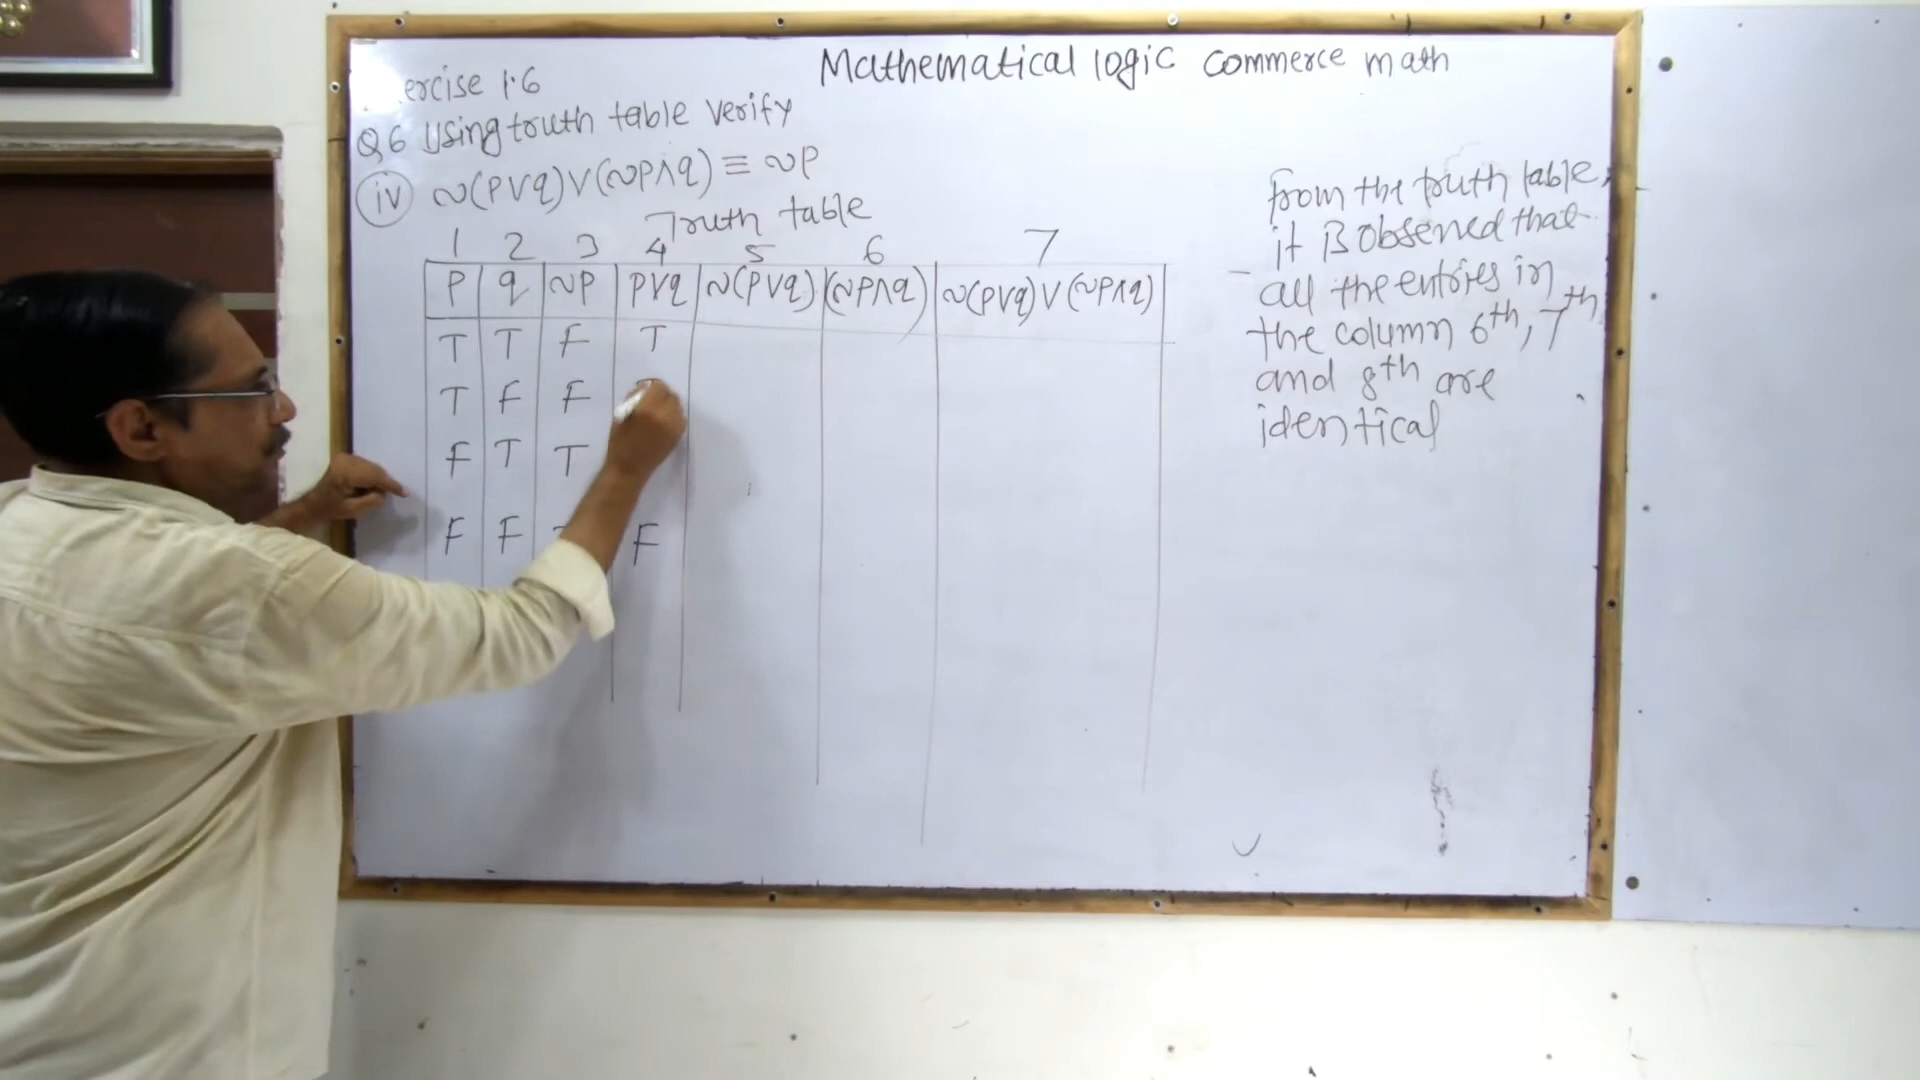 Mathematical logic commerce math
ercise 1.6
Q6 Using truth table verify
iv ~(p∨q)∨(~p∧q) ≡ ~p
Truth table
1 2 3 4 5 6 7
p q ~p p∨q ~(p∨q) (~p∧q) ~(p∨q)∨(~p∧q)
T T F T
T F F
F T T
F F F
from the truth table,
it is observed that
all the entries in
the column 6th, 7th
and 8th are
identical